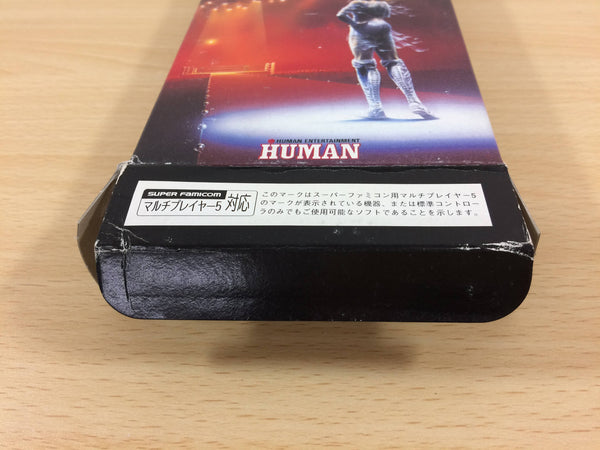 HUMAN ENTERTAINMENT
HUMAN
SUPER FAMICOM
マルチプレイヤー5
対応
このマークはスーパーファミコン用マルチプレイヤー5
のマークが表示されている機器、または標準コントロー
ラのみでもご使用可能なソフトであることを示します。